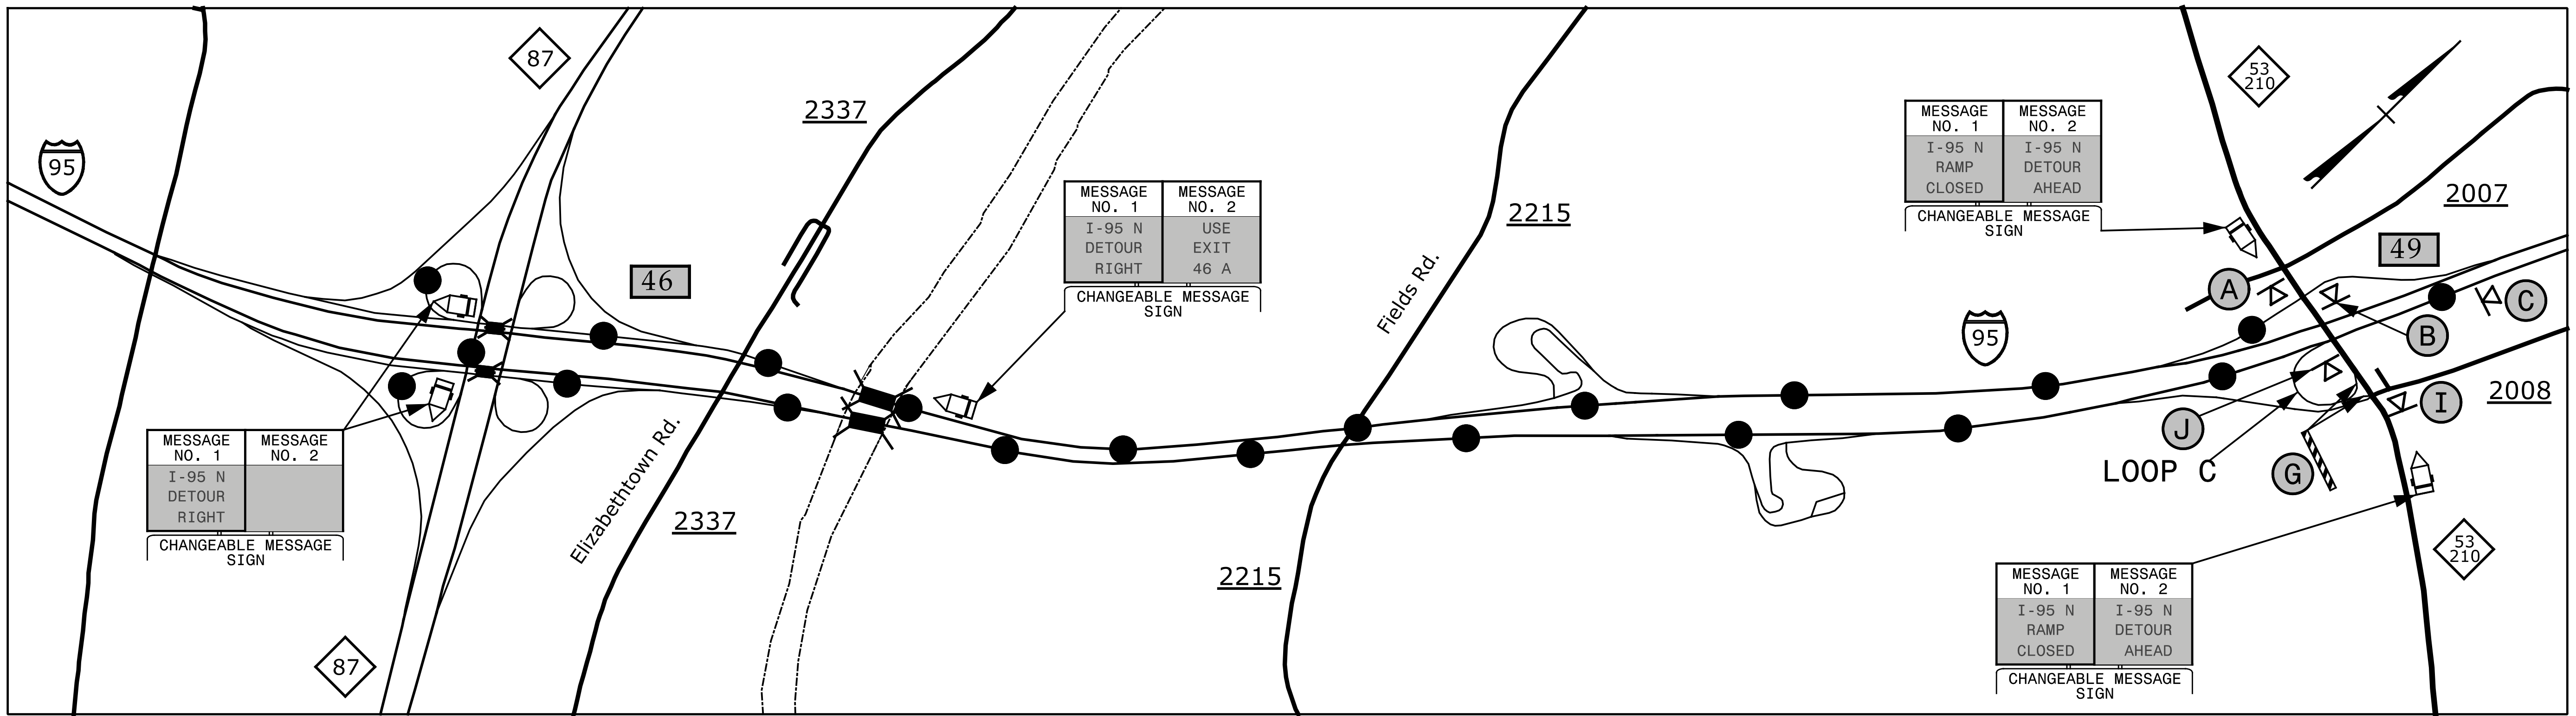 87
53
210
2337
MESSAGE
NO. 1
MESSAGE
NO. 2
I-95 N
RAMP
CLOSED
I-95 N
DETOUR
AHEAD
CHANGEABLE MESSAGE
SIGN
95
2007
MESSAGE
NO. 1
MESSAGE
NO. 2
I-95 N
DETOUR
RIGHT
USE
EXIT
46 A
CHANGEABLE MESSAGE
SIGN
2215
49
46
Fields Rd.
A
C
95
B
Elizabethtown Rd.
2008
I
J
LOOP C
G
MESSAGE
NO. 1
MESSAGE
NO. 2
I-95 N
DETOUR
RIGHT
CHANGEABLE MESSAGE
SIGN
2337
53
210
2215
MESSAGE
NO. 1
MESSAGE
NO. 2
I-95 N
RAMP
CLOSED
I-95 N
DETOUR
AHEAD
CHANGEABLE MESSAGE
SIGN
87